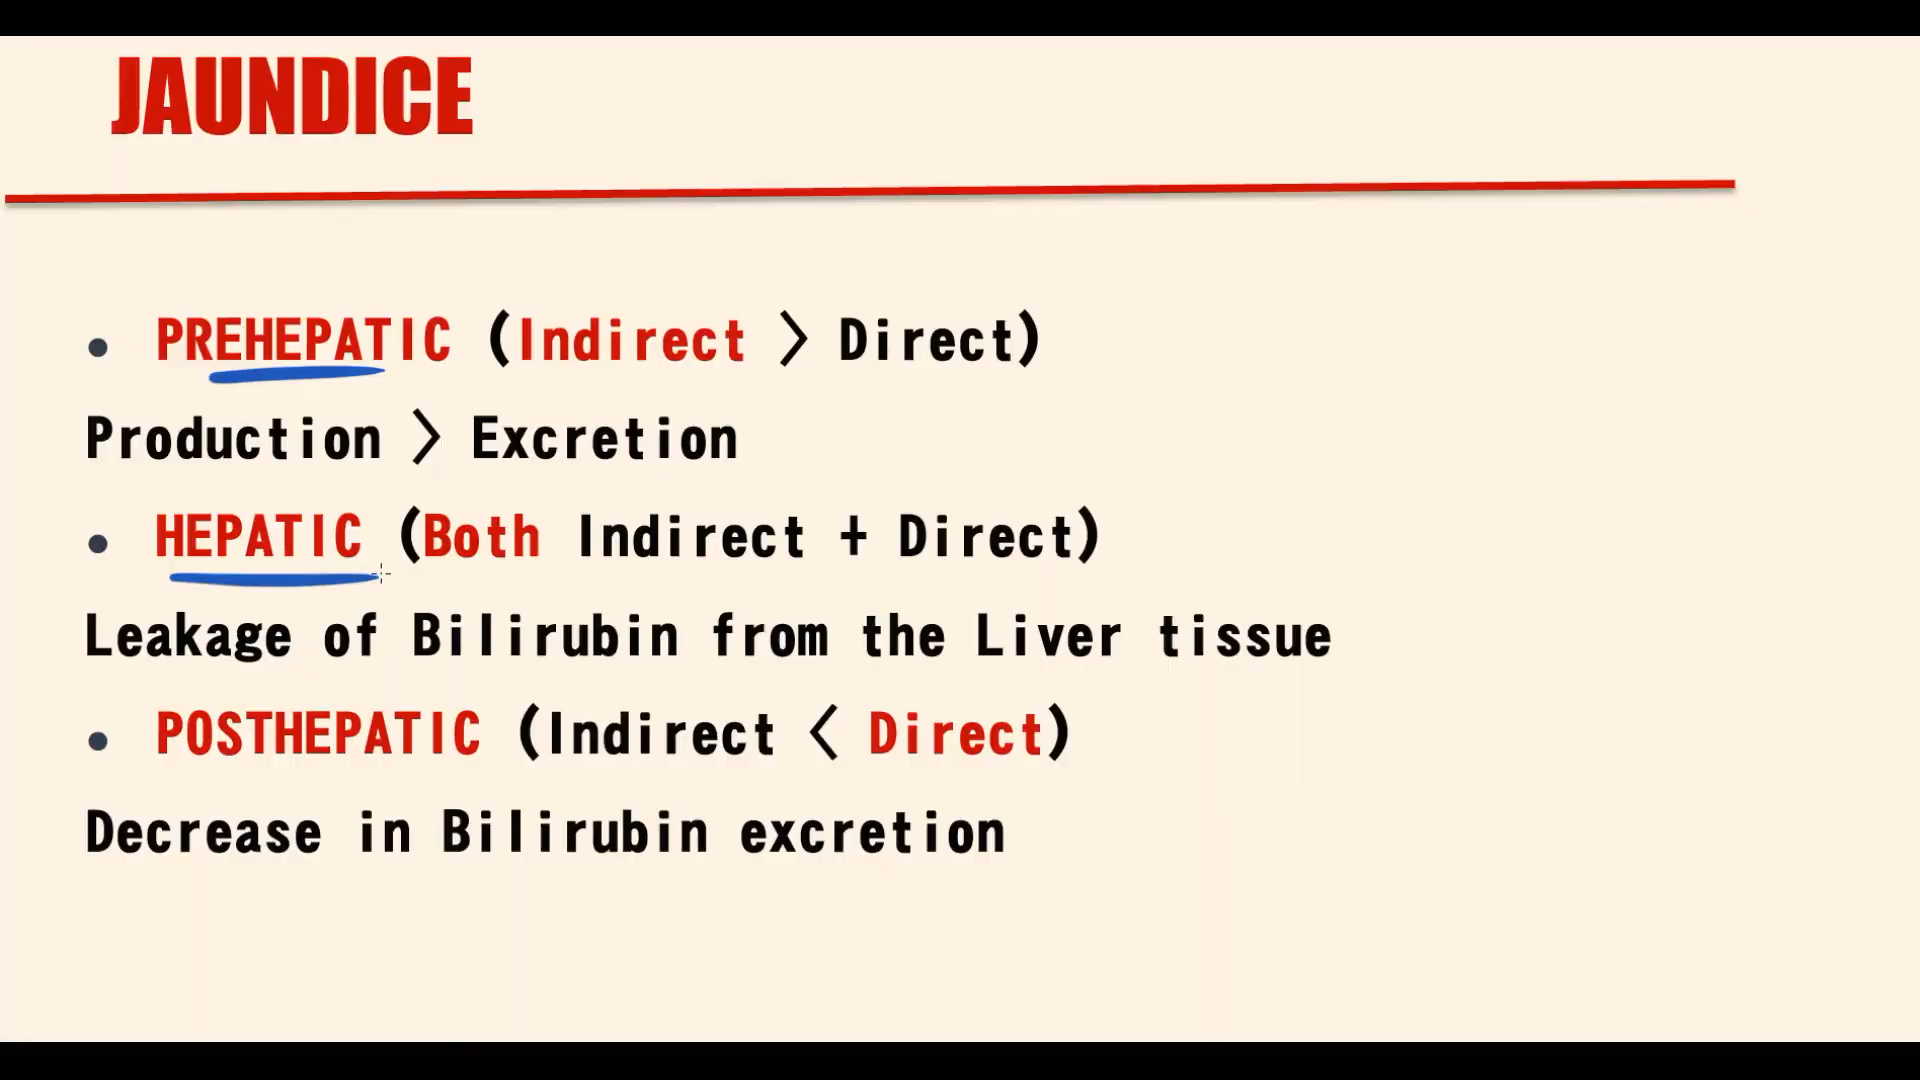 JAUNDICE
• PREHEPATIC (Indirect > Direct)
Production > Excretion
• HEPATIC (Both Indirect + Direct)
Leakage of Bilirubin from the Liver tissue
• POSTHEPATIC (Indirect < Direct)
Decrease in Bilirubin excretion